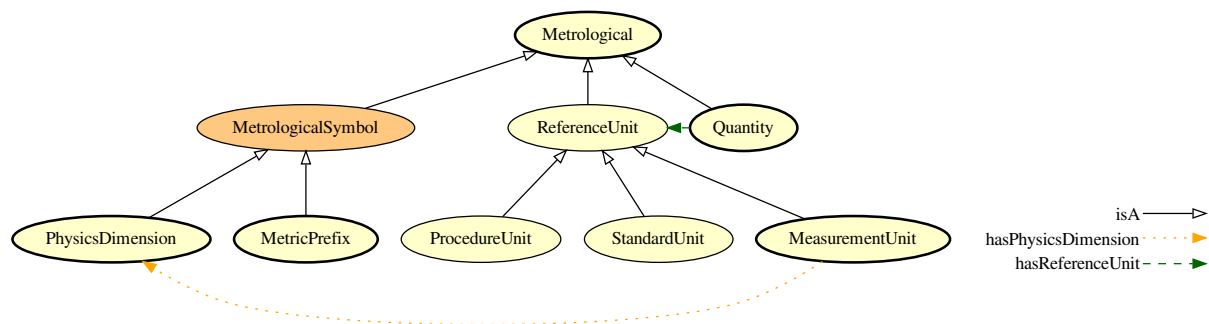 Metrological
MetrologicalSymbol
ReferenceUnit
Quantity
PhysicsDimension
MetricPrefix
ProcedureUnit
StandardUnit
MeasurementUnit
isA
hasPhysicsDimension
hasReferenceUnit